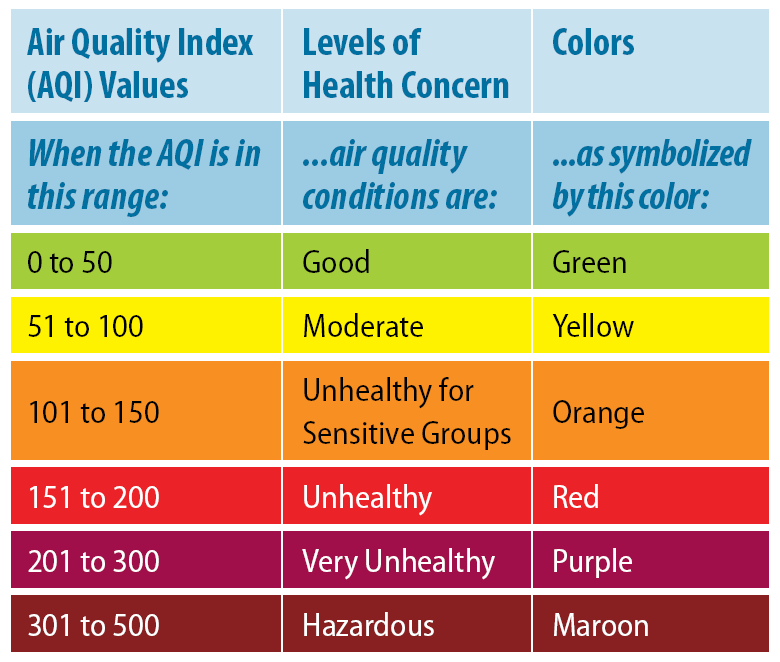 Air Quality Index
(AQI) Values
Levels of
Health Concern
Colors
When the AQI is in
this range:
...air quality
conditions are:
...as symbolized
by this color:
0 to 50
Good
Green
51 to 100
Moderate
Yellow
101 to 150
Unhealthy for
Sensitive Groups
Orange
151 to 200
Unhealthy
Red
201 to 300
Very Unhealthy
Purple
301 to 500
Hazardous
Maroon